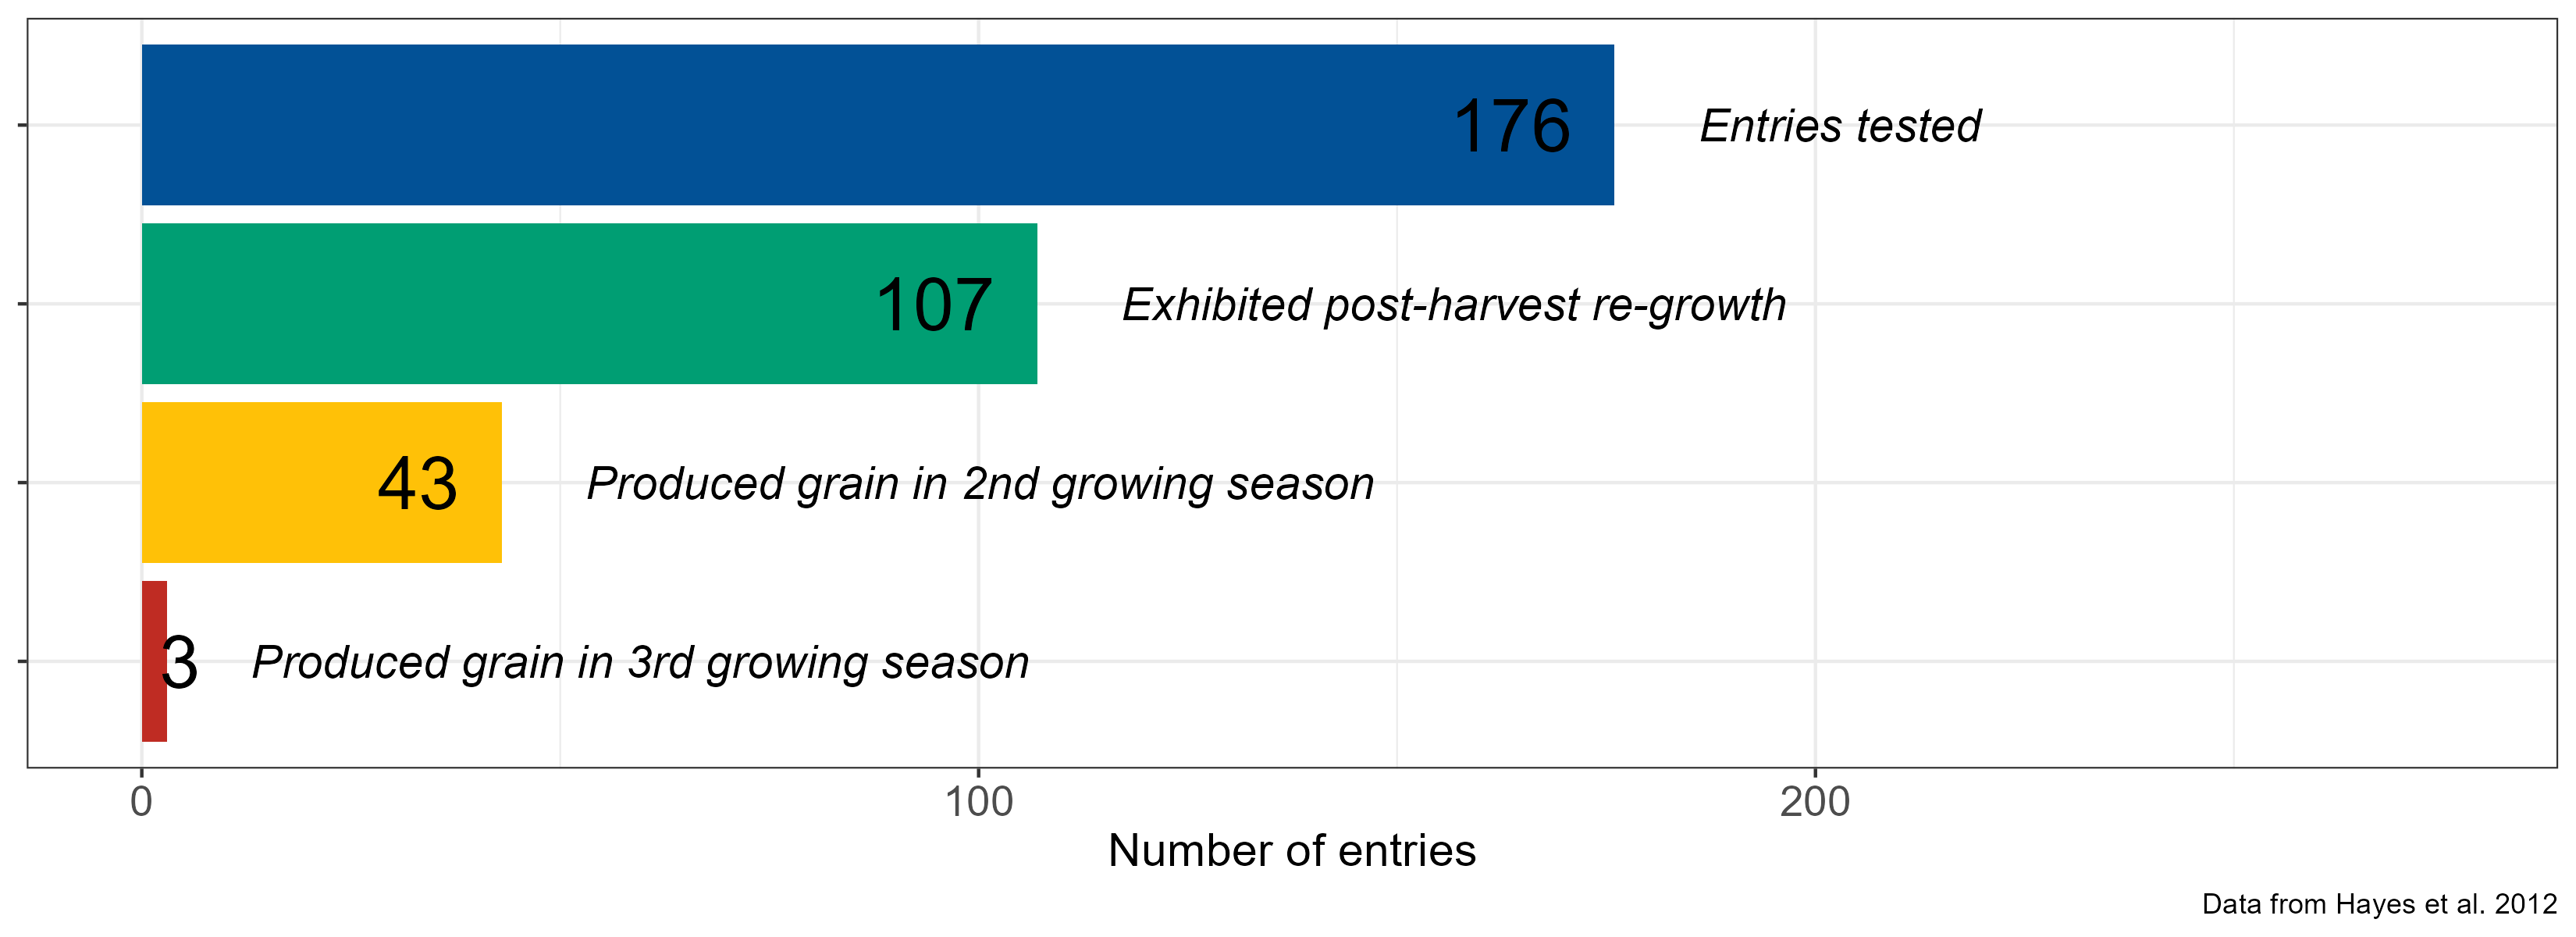 176 Entries tested
107 Exhibited post-harvest re-growth
43 Produced grain in 2nd growing season
3 Produced grain in 3rd growing season
0 100 200
Number of entries
Data from Hayes et al. 2012